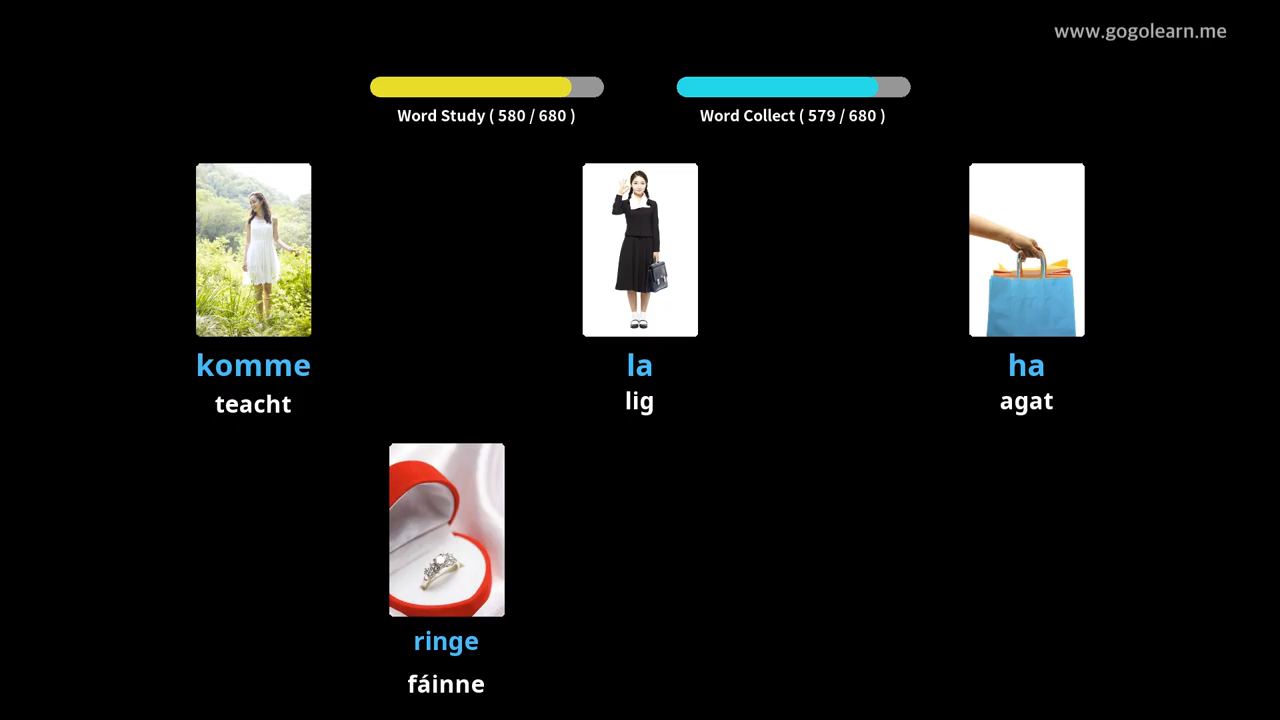 www.gogolearn.me
Word Study ( 580 / 680 )
Word Collect ( 579 / 680 )
komme
teacht
la
lig
ha
agat
ringe
fáinne